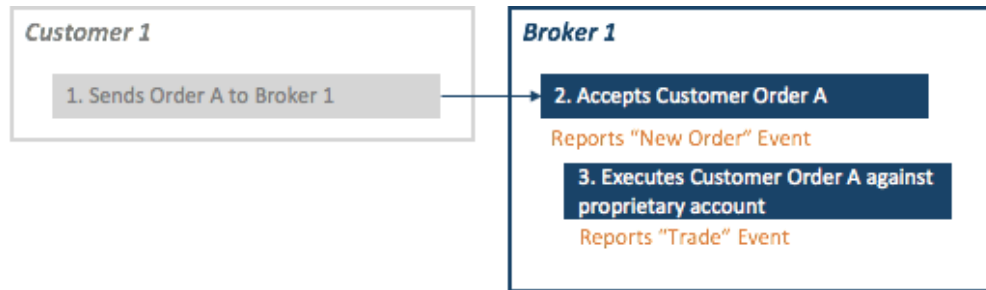 Customer 1
1. Sends Order A to Broker 1
Broker 1
2. Accepts Customer Order A
Reports "New Order" Event
3. Executes Customer Order A against
proprietary account
Reports "Trade" Event